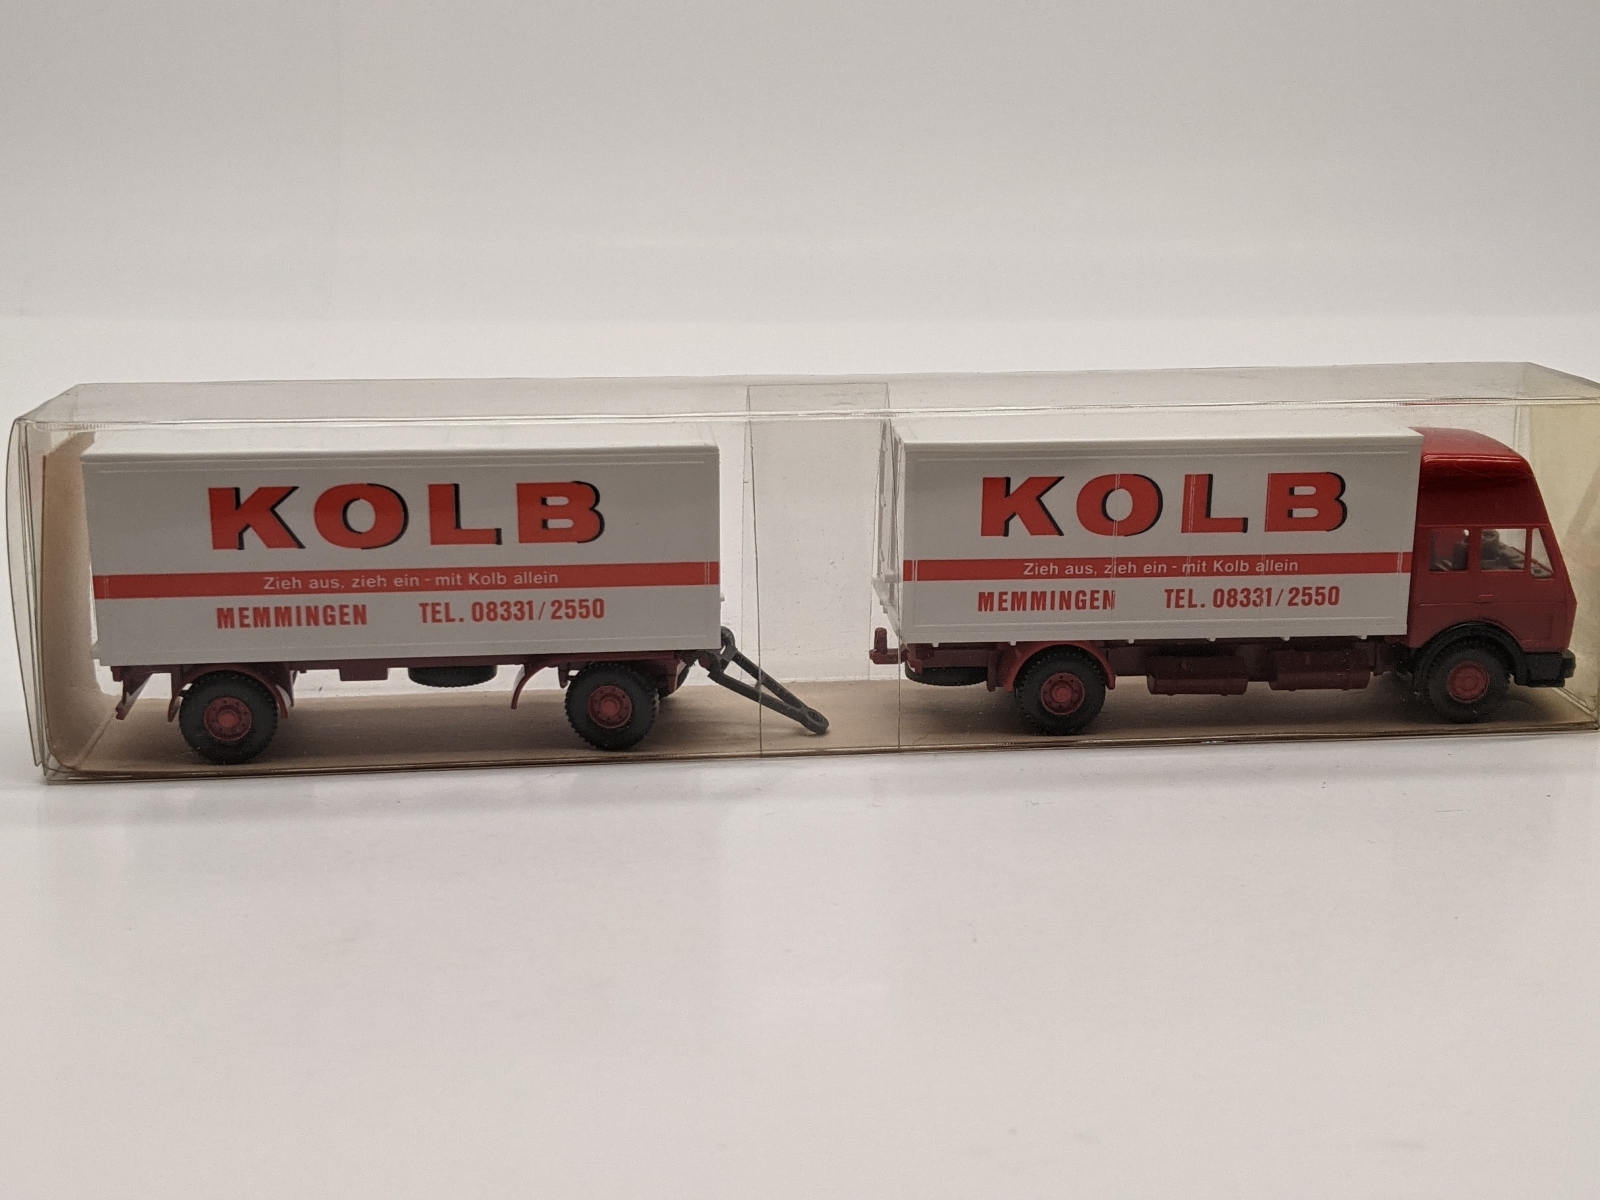 KOLB
Zieh aus, zieh ein - mit Kolb allein
MEMMINGEN TEL. 08331/2550
KOLB
Zieh aus, zieh ein - mit Kolb allein
MEMMINGEN TEL. 08331/2550